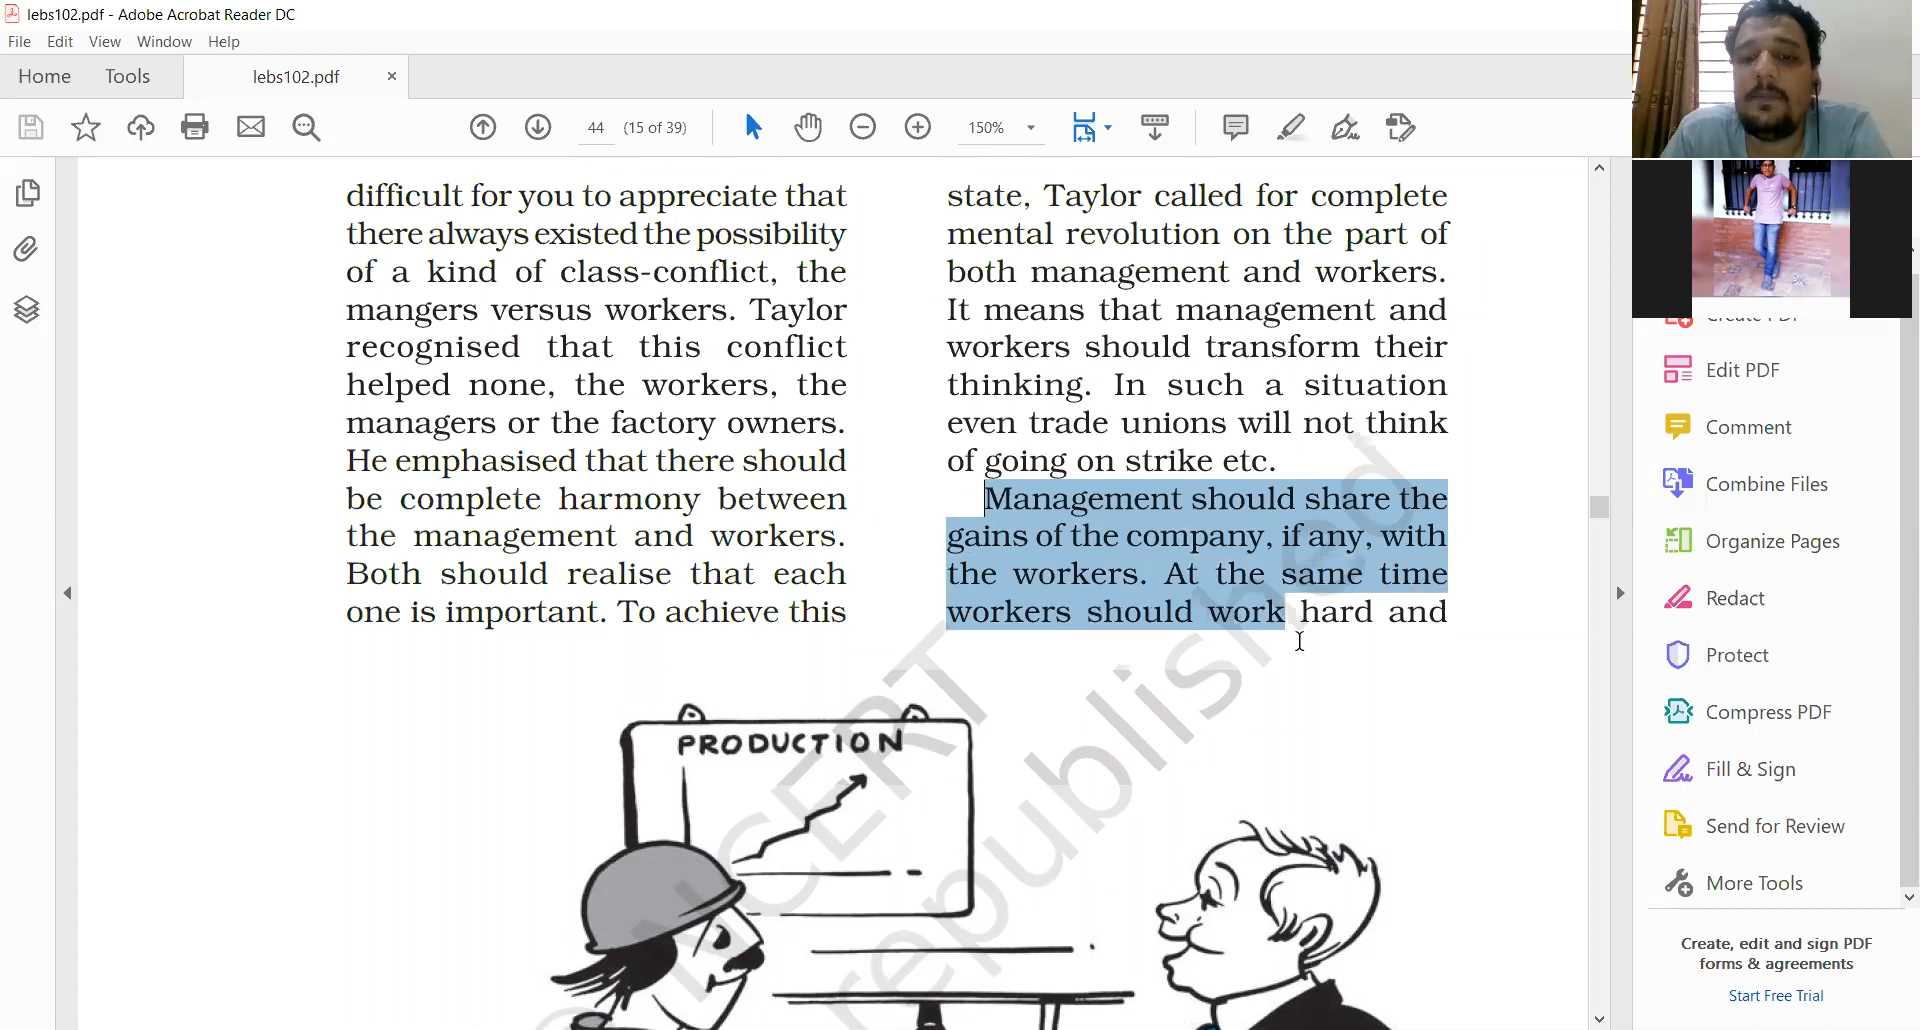 lebs102.pdf - Adobe Acrobat Reader DC
File Edit View Window Help
Home Tools lebs102.pdf ×
44 (15 of 39) 150%
difficult for you to appreciate that
there always existed the possibility
of a kind of class-conflict, the
mangers versus workers. Taylor
recognised that this conflict
helped none, the workers, the
managers or the factory owners.
He emphasised that there should
be complete harmony between
the management and workers.
Both should realise that each
one is important. To achieve this
state, Taylor called for complete
mental revolution on the part of
both management and workers.
It means that management and
workers should transform their
thinking. In such a situation
even trade unions will not think
of going on strike etc.
Management should share the
gains of the company, if any, with
the workers. At the same time
workers should work hard and
PRODUCTION
NCERT
republished
Create PDF
Edit PDF
Comment
Combine Files
Organize Pages
Redact
Protect
Compress PDF
Fill & Sign
Send for Review
More Tools
Create, edit and sign PDF
forms & agreements
Start Free Trial